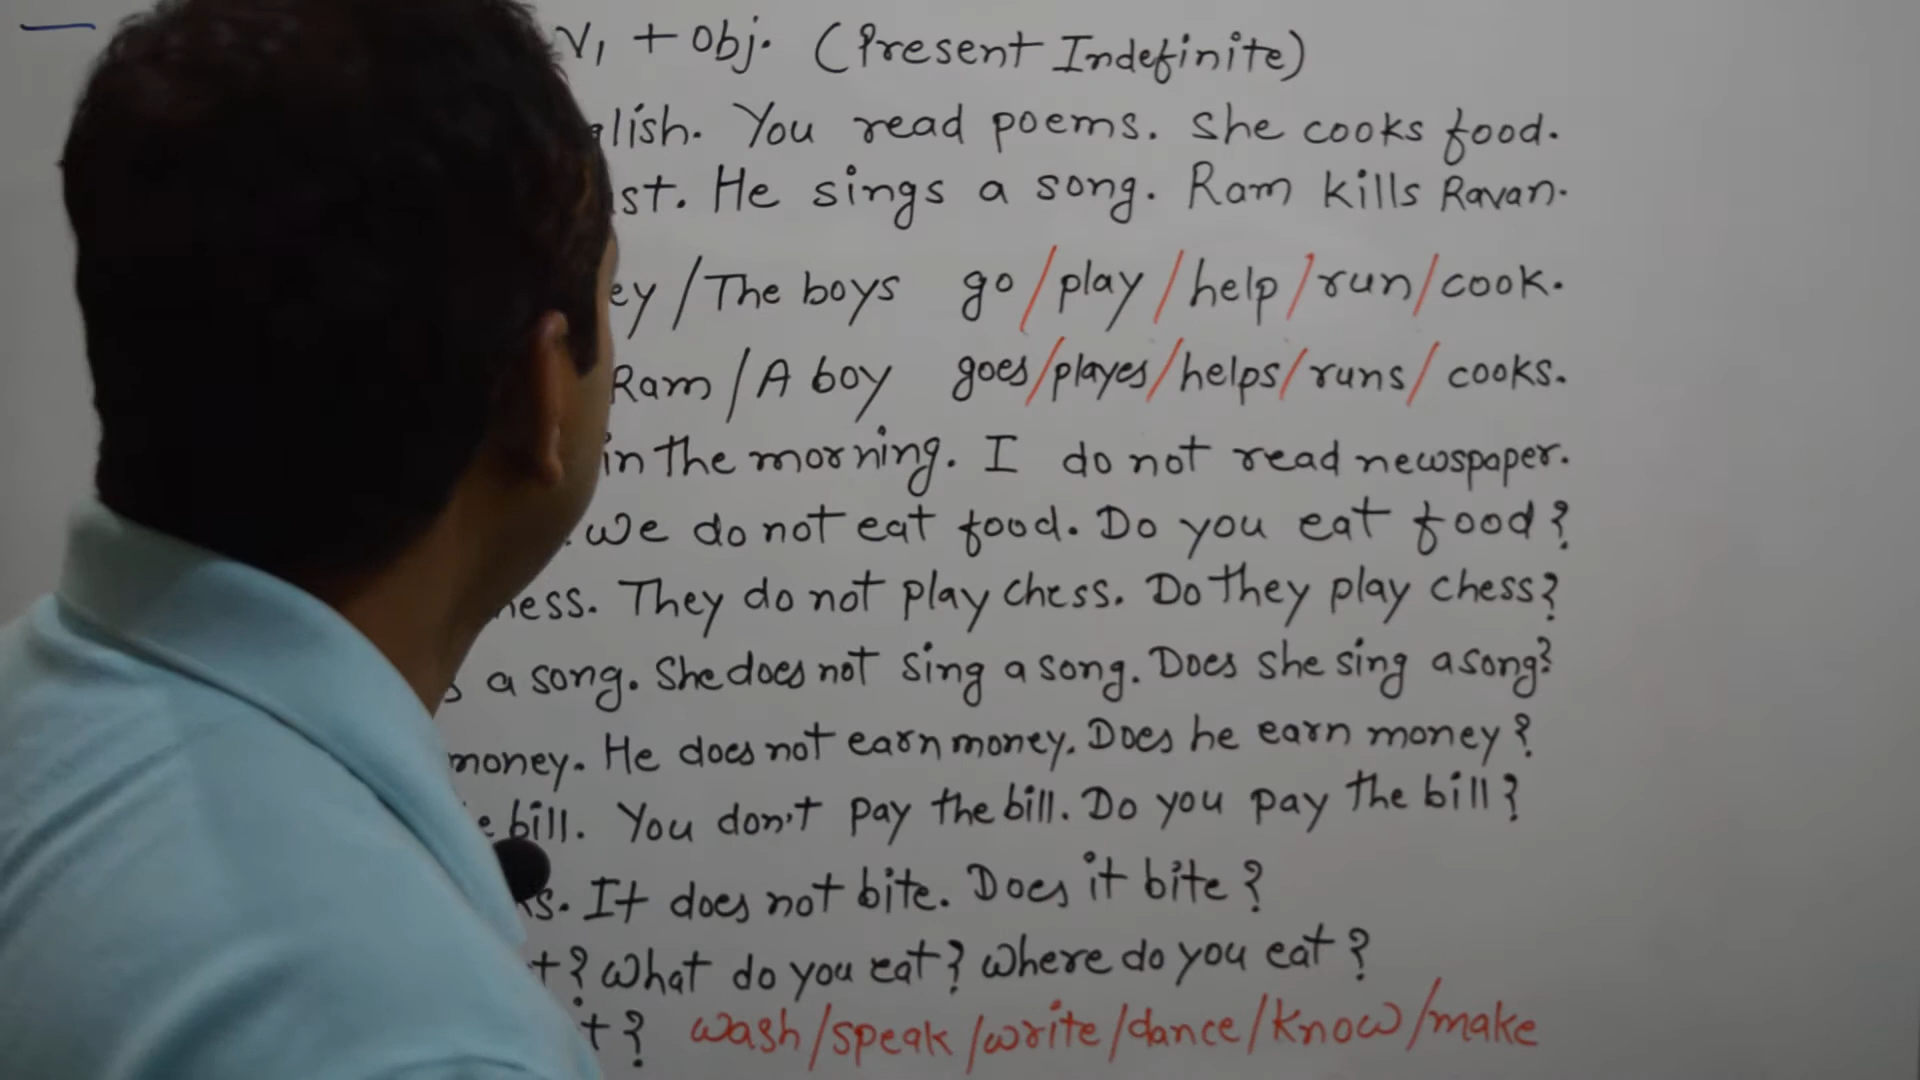 V₁ + obj. (Present Indefinite)
You read poems. She cooks food.
He sings a song. Ram kills Ravan.
/ The boys go / play / help / run / cook.
Ram / A boy goes / playes / helps / runs / cooks.
in the morning. I do not read newspaper.
We do not eat food. Do you eat food?
They do not play chess. Do they play chess?
a song. She does not sing a song. Does she sing a song?
money. He does not earn money. Does he earn money?
bill. You don't pay the bill. Do you pay the bill?
It does not bite. Does it bite?
What do you eat? Where do you eat?
wash / speak / write / dance / know / make